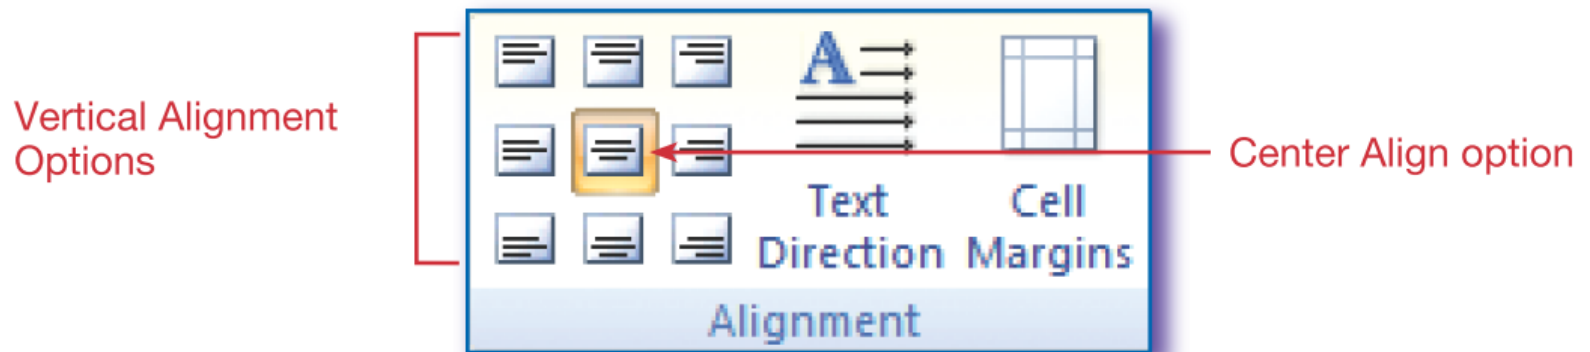 Vertical Alignment
Options
A
Text
Direction
Cell
Margins
Center Align option
Alignment